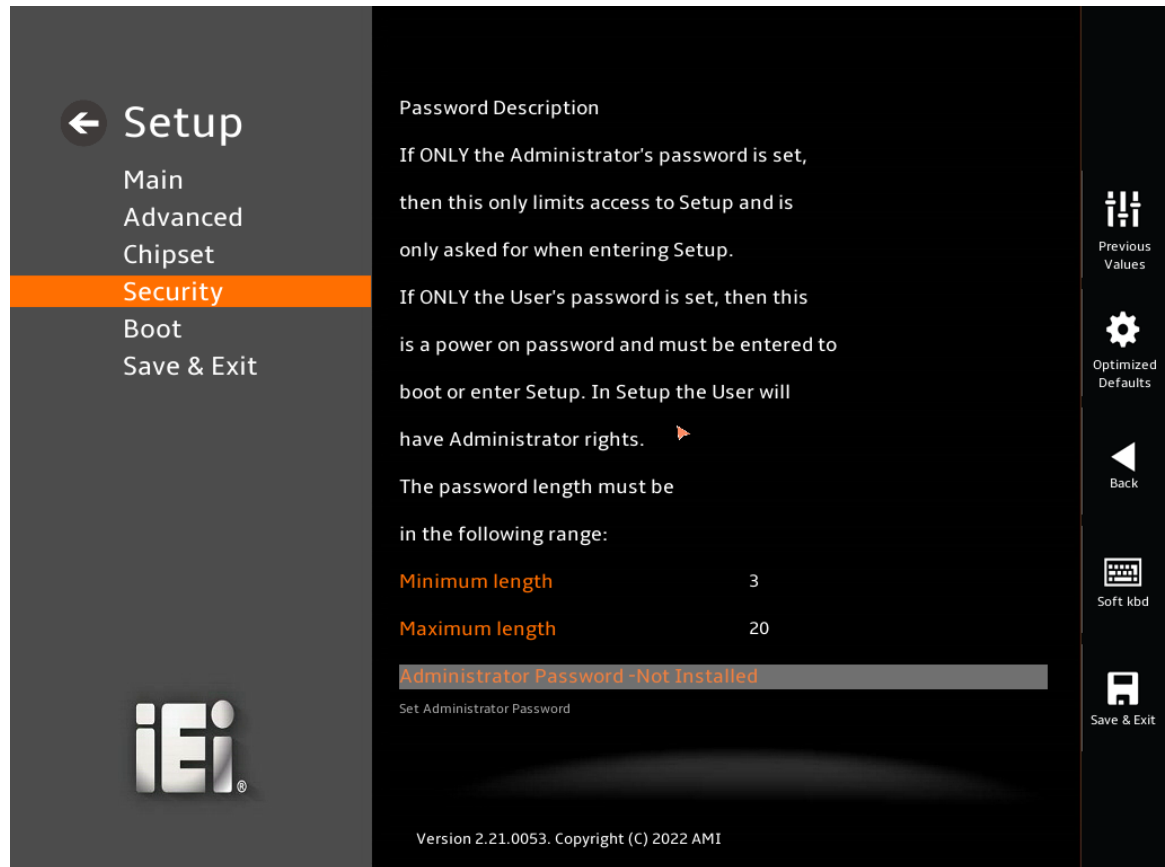 Setup
Main
Advanced
Chipset
Security
Boot
Save & Exit
Password Description
If ONLY the Administrator's password is set,
then this only limits access to Setup and is
only asked for when entering Setup.
If ONLY the User's password is set, then this
is a power on password and must be entered to
boot or enter Setup. In Setup the User will
have Administrator rights.
The password length must be
in the following range:
Minimum length 3
Maximum length 20
Administrator Password -Not Installed
Set Administrator Password
Version 2.21.0053. Copyright (C) 2022 AMI
Previous
Values
Optimized
Defaults
Back
Soft kbd
Save & Exit
iEi®